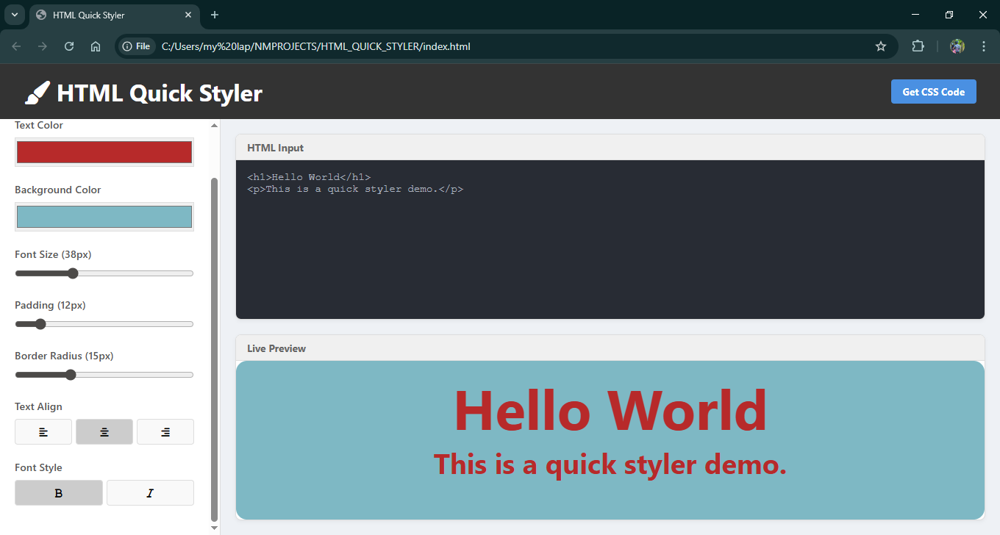 HTML Quick Styler
File
C:/Users/my%20lap/NMPROJECTS/HTML_QUICK_STYLER/index.html
HTML Quick Styler
Get CSS Code
Text Color
Background Color
Font Size (38px)
Padding (12px)
Border Radius (15px)
Text Align
Font Style
B
I
HTML Input
<h1>Hello World</h1>
<p>This is a quick styler demo.</p>
Live Preview
Hello World
This is a quick styler demo.